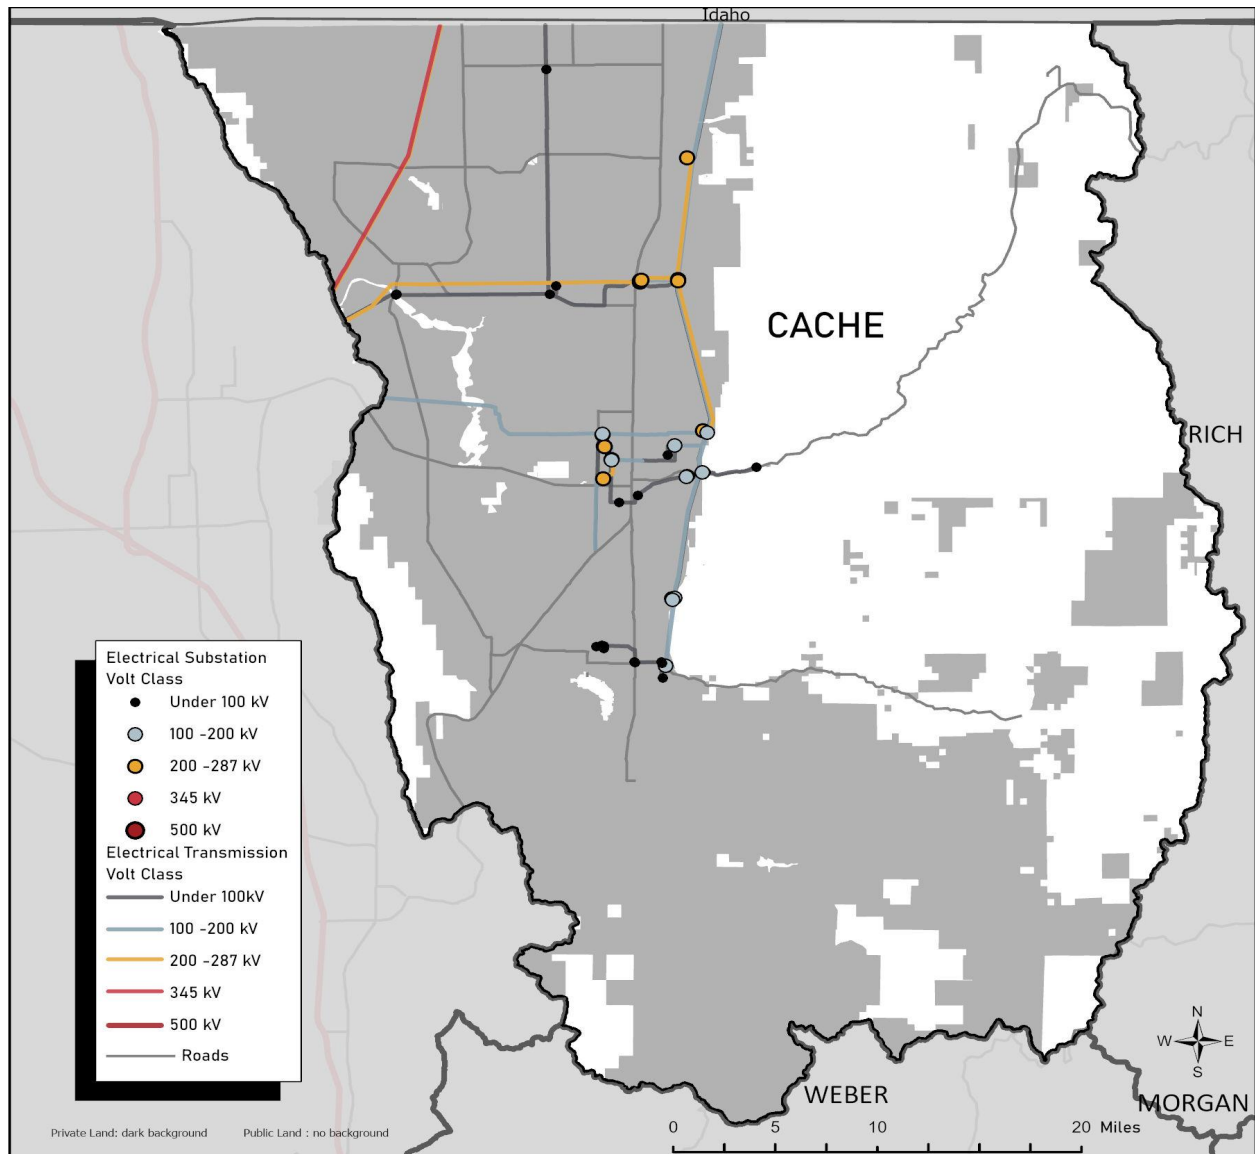 Idaho
CACHE
RICH
Electrical Substation
Volt Class
Under 100 kV
100 -200 kV
200 -287 kV
345 kV
500 kV
Electrical Transmission
Volt Class
Under 100kV
100 -200 kV
200 -287 kV
345 kV
500 kV
Roads
N
W E
S
WEBER
MORGAN
Private Land: dark background Public Land : no background
0 5 10 20 Miles